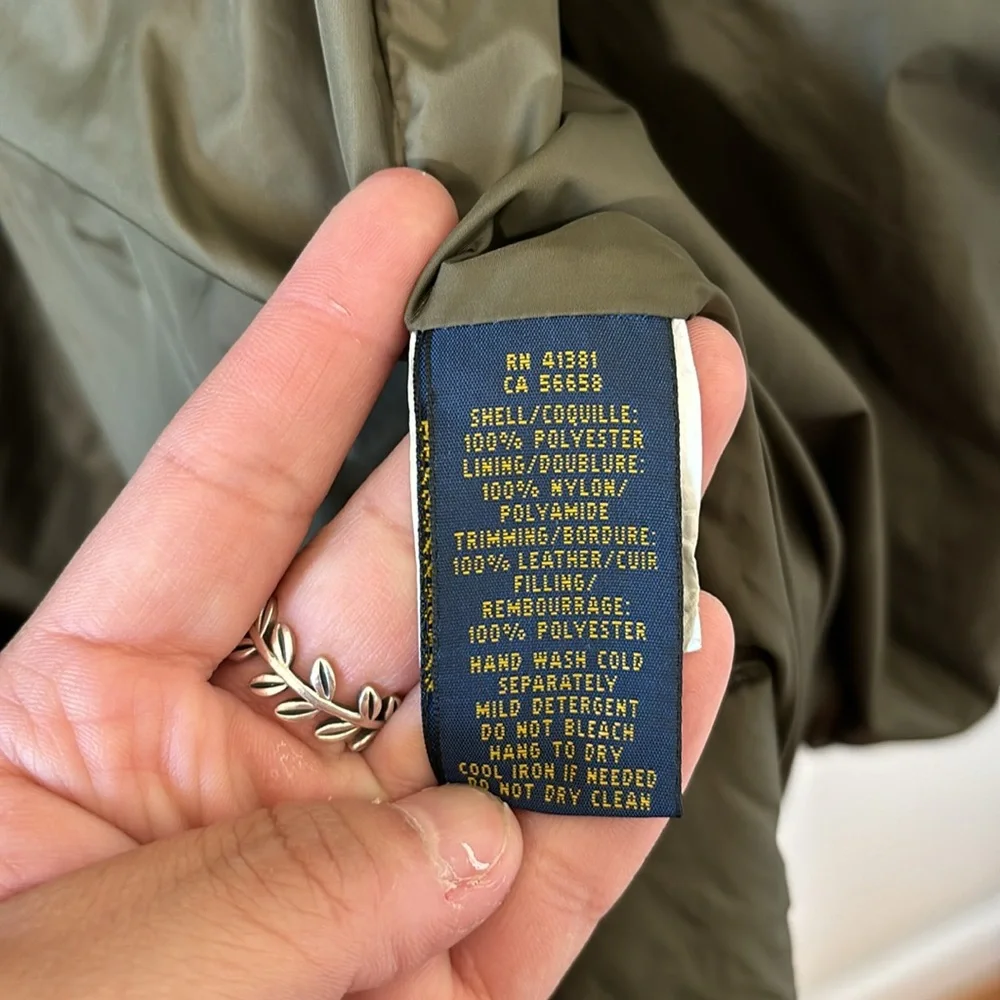 RN 41381
CA 56658
SHELL/COQUILLE:
100% POLYESTER
LINING/DOUBLURE:
100% NYLON/
POLYAMIDE
TRIMMING/BORDURE:
100% LEATHER/CUIR
FILLING/
REMBOURRAGE:
100% POLYESTER
HAND WASH COLD
SEPARATELY
MILD DETERGENT
DO NOT BLEACH
HANG TO DRY
COOL IRON IF NEEDED
DO NOT DRY CLEAN